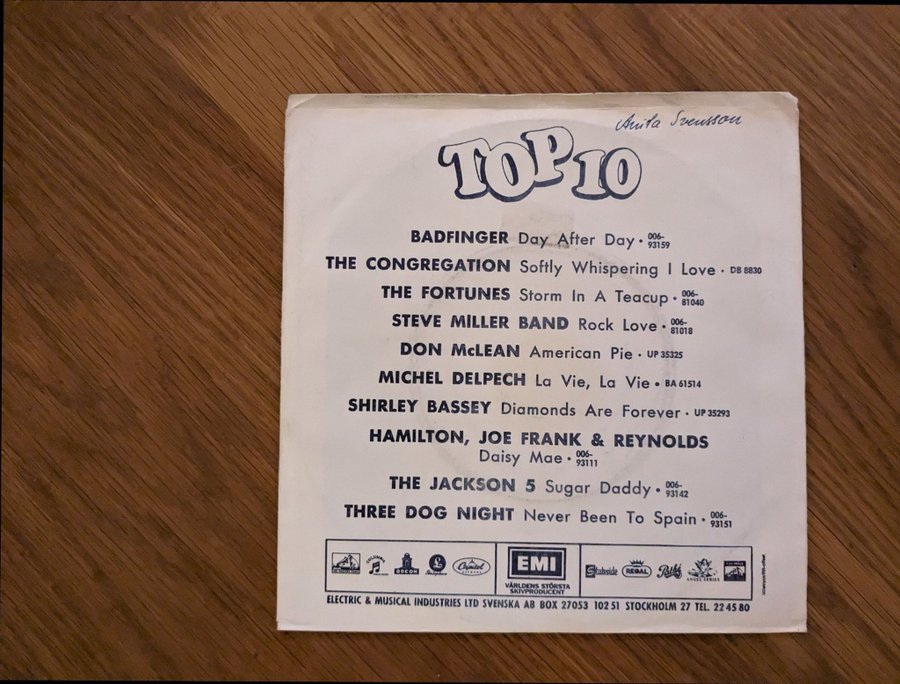 Anita Svensson
TOP 10
BADFINGER Day After Day • 006-93159
THE CONGREGATION Softly Whispering I Love • DB 8830
THE FORTUNES Storm In A Teacup • 006-81040
STEVE MILLER BAND Rock Love • 006-81018
DON McLEAN American Pie • UP 35325
MICHEL DELPECH La Vie, La Vie • BA 61514
SHIRLEY BASSEY Diamonds Are Forever • UP 35293
HAMILTON, JOE FRANK & REYNOLDS
Daisy Mae • 006-93111
THE JACKSON 5 Sugar Daddy • 006-93142
THREE DOG NIGHT Never Been To Spain • 006-93151
COLUMBIA ODEON Capitol EMI Stateside REGAL Pathé ANGEL SERIES
VÄRLDENS STÖRSTA
SKIVPRODUCENT
ELECTRIC & MUSICAL INDUSTRIES LTD SVENSKA AB BOX 27053 102 51 STOCKHOLM 27 TEL. 22 45 80